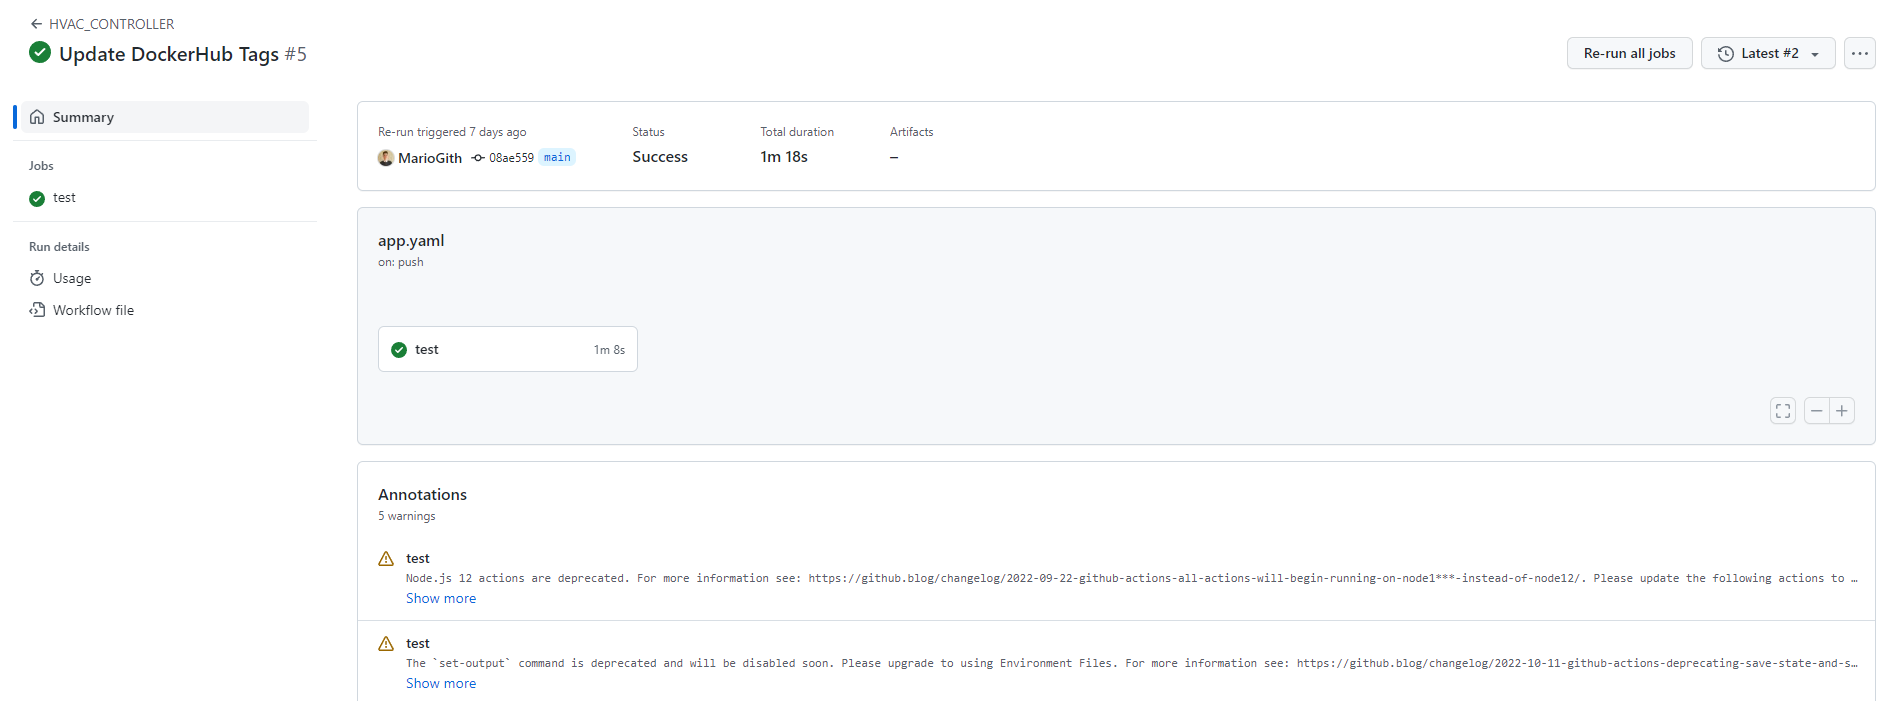 HVAC_CONTROLLER
Update DockerHub Tags #5
Re-run all jobs
Latest #2
Summary
Jobs
test
Run details
Usage
Workflow file
Re-run triggered 7 days ago
MarioGith 08ae559 main
Status
Success
Total duration
1m 18s
Artifacts
–
app.yaml
on: push
test 1m 8s
Annotations
5 warnings
test
Node.js 12 actions are deprecated. For more information see: https://github.blog/changelog/2022-09-22-github-actions-all-actions-will-begin-running-on-node1***-instead-of-node12/. Please update the following actions to …
Show more
test
The `set-output` command is deprecated and will be disabled soon. Please upgrade to using Environment Files. For more information see: https://github.blog/changelog/2022-10-11-github-actions-deprecating-save-state-and-s…
Show more